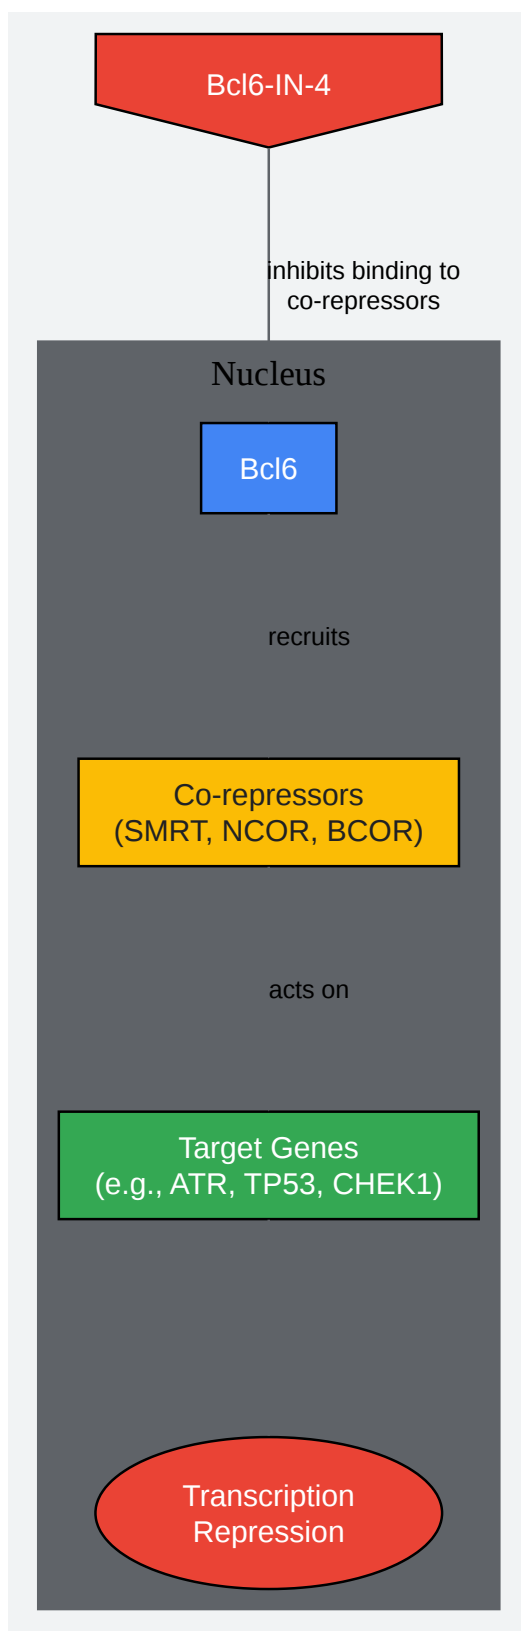 Bcl6-IN-4
inhibits binding to
co-repressors
Nucleus
Bcl6
recruits
Co-repressors
(SMRT, NCOR, BCOR)
acts on
Target Genes
(e.g., ATR, TP53, CHEK1)
Transcription
Repression